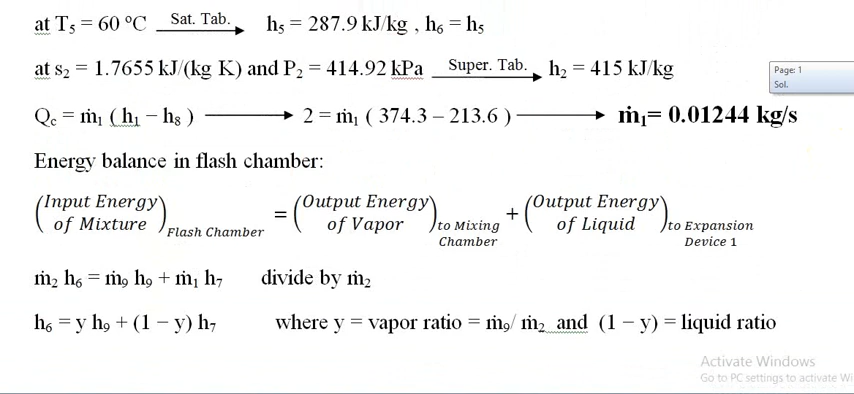 at T₅ = 60 ºC Sat. Tab. h₅ = 287.9 kJ/kg , h₆ = h₅
at s₂ = 1.7655 kJ/(kg K) and P₂ = 414.92 kPa Super. Tab. h₂ = 415 kJ/kg
Page: 1
Sol.
Qc = ṁ₁ ( h₁ – h₈ ) → 2 = ṁ₁ ( 374.3 – 213.6 ) → ṁ₁= 0.01244 kg/s
Energy balance in flash chamber:
(Input Energy of Mixture) Flash Chamber = (Output Energy of Vapor) to Mixing Chamber + (Output Energy of Liquid) to Expansion Device 1
ṁ₂ h₆ = ṁ₉ h₉ + ṁ₁ h₇ divide by ṁ₂
h₆ = y h₉ + (1 – y) h₇ where y = vapor ratio = ṁ₉/ ṁ₂ and (1 – y) = liquid ratio
Activate Windows
Go to PC settings to activate Wi